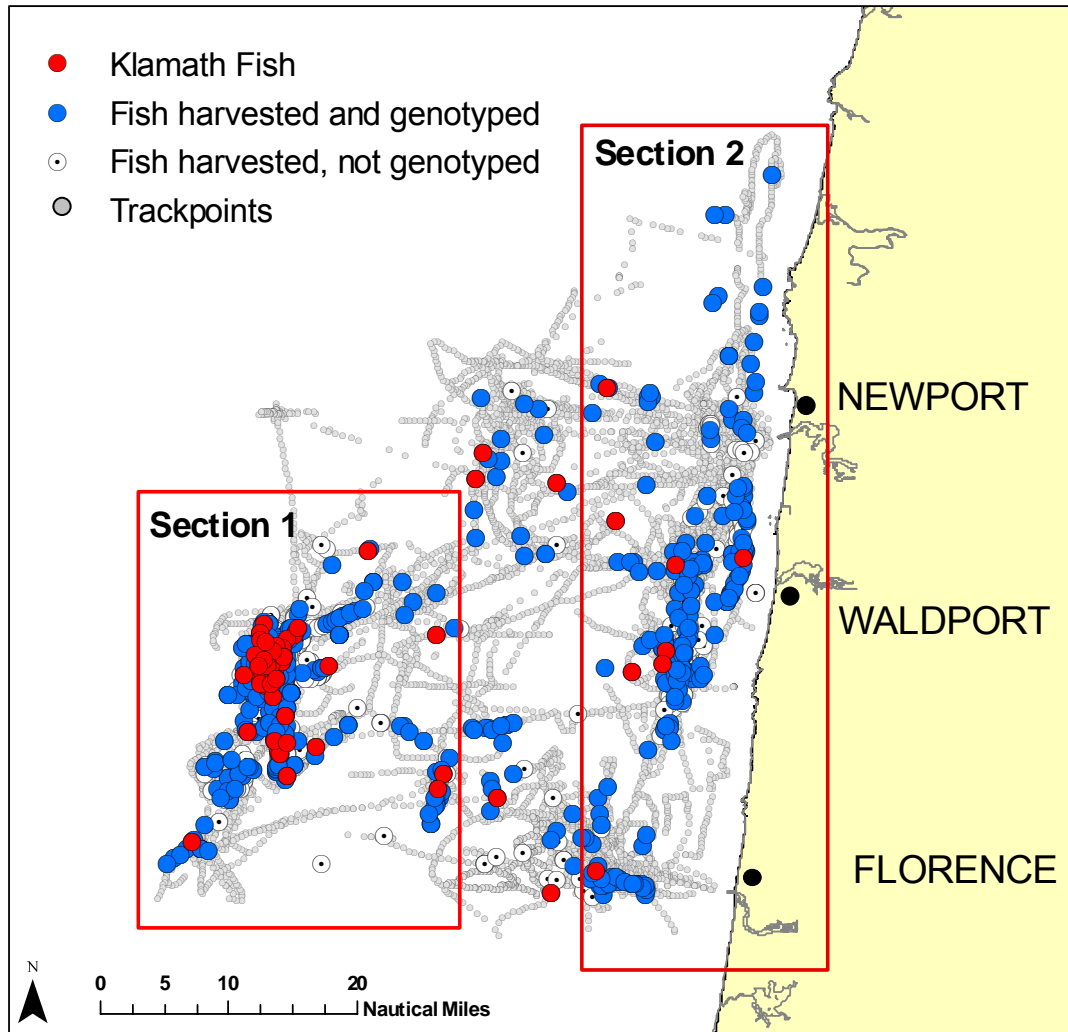 Klamath Fish
Fish harvested and genotyped
Fish harvested, not genotyped
Trackpoints
Section 2
NEWPORT
Section 1
WALDPORT
FLORENCE
N
0 5 10 20
Nautical Miles